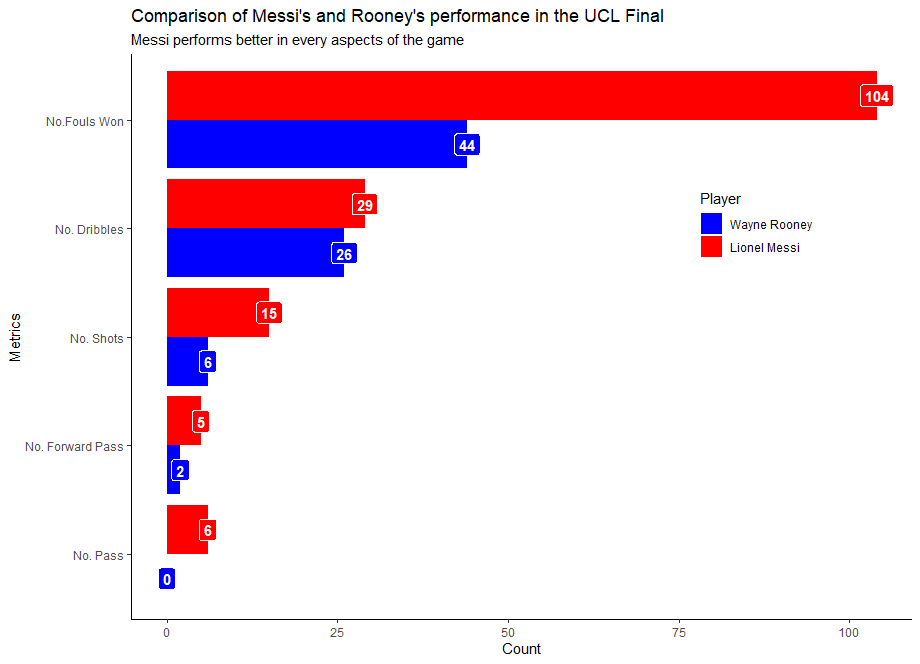 Comparison of Messi's and Rooney's performance in the UCL Final
Messi performs better in every aspects of the game
No.Fouls Won
104
44
No. Dribbles
29
26
No. Shots
15
6
No. Forward Pass
5
2
No. Pass
6
0
Player
Wayne Rooney
Lionel Messi
Metrics
0 25 50 75 100
Count